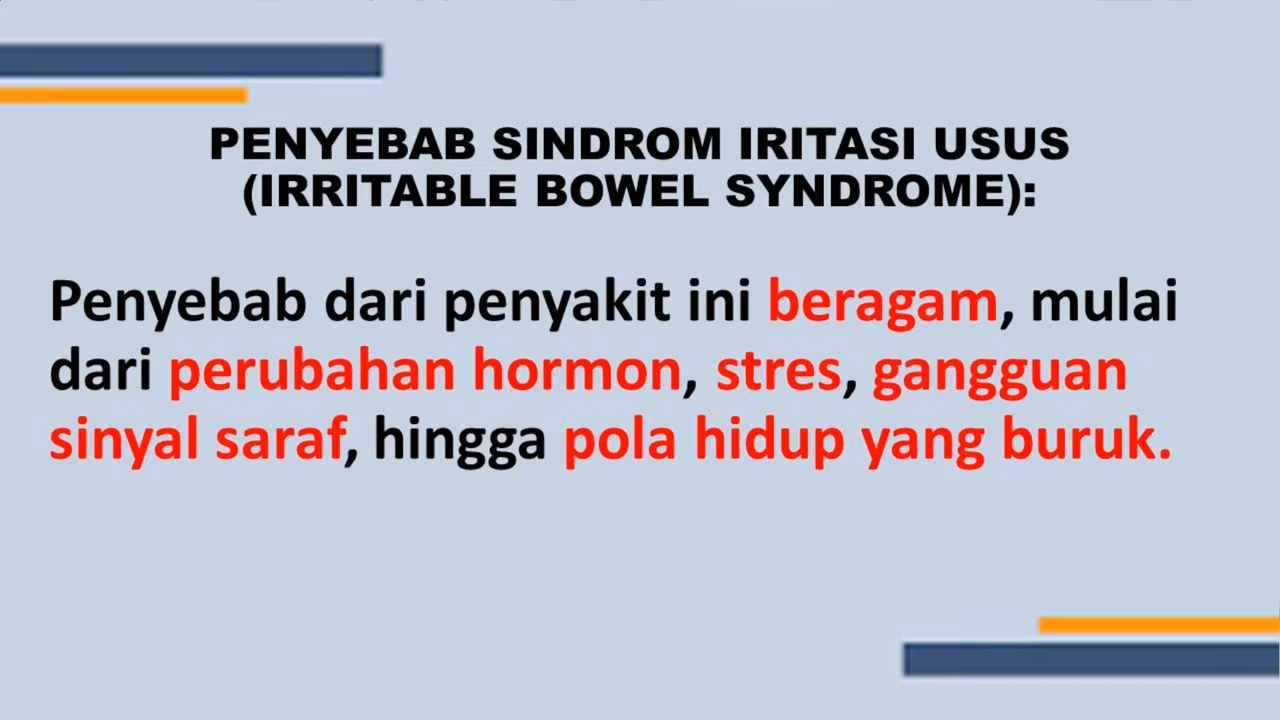 PENYEBAB SINDROM IRITASI USUS
(IRRITABLE BOWEL SYNDROME):
Penyebab dari penyakit ini beragam, mulai
dari perubahan hormon, stres, gangguan
sinyal saraf, hingga pola hidup yang buruk.